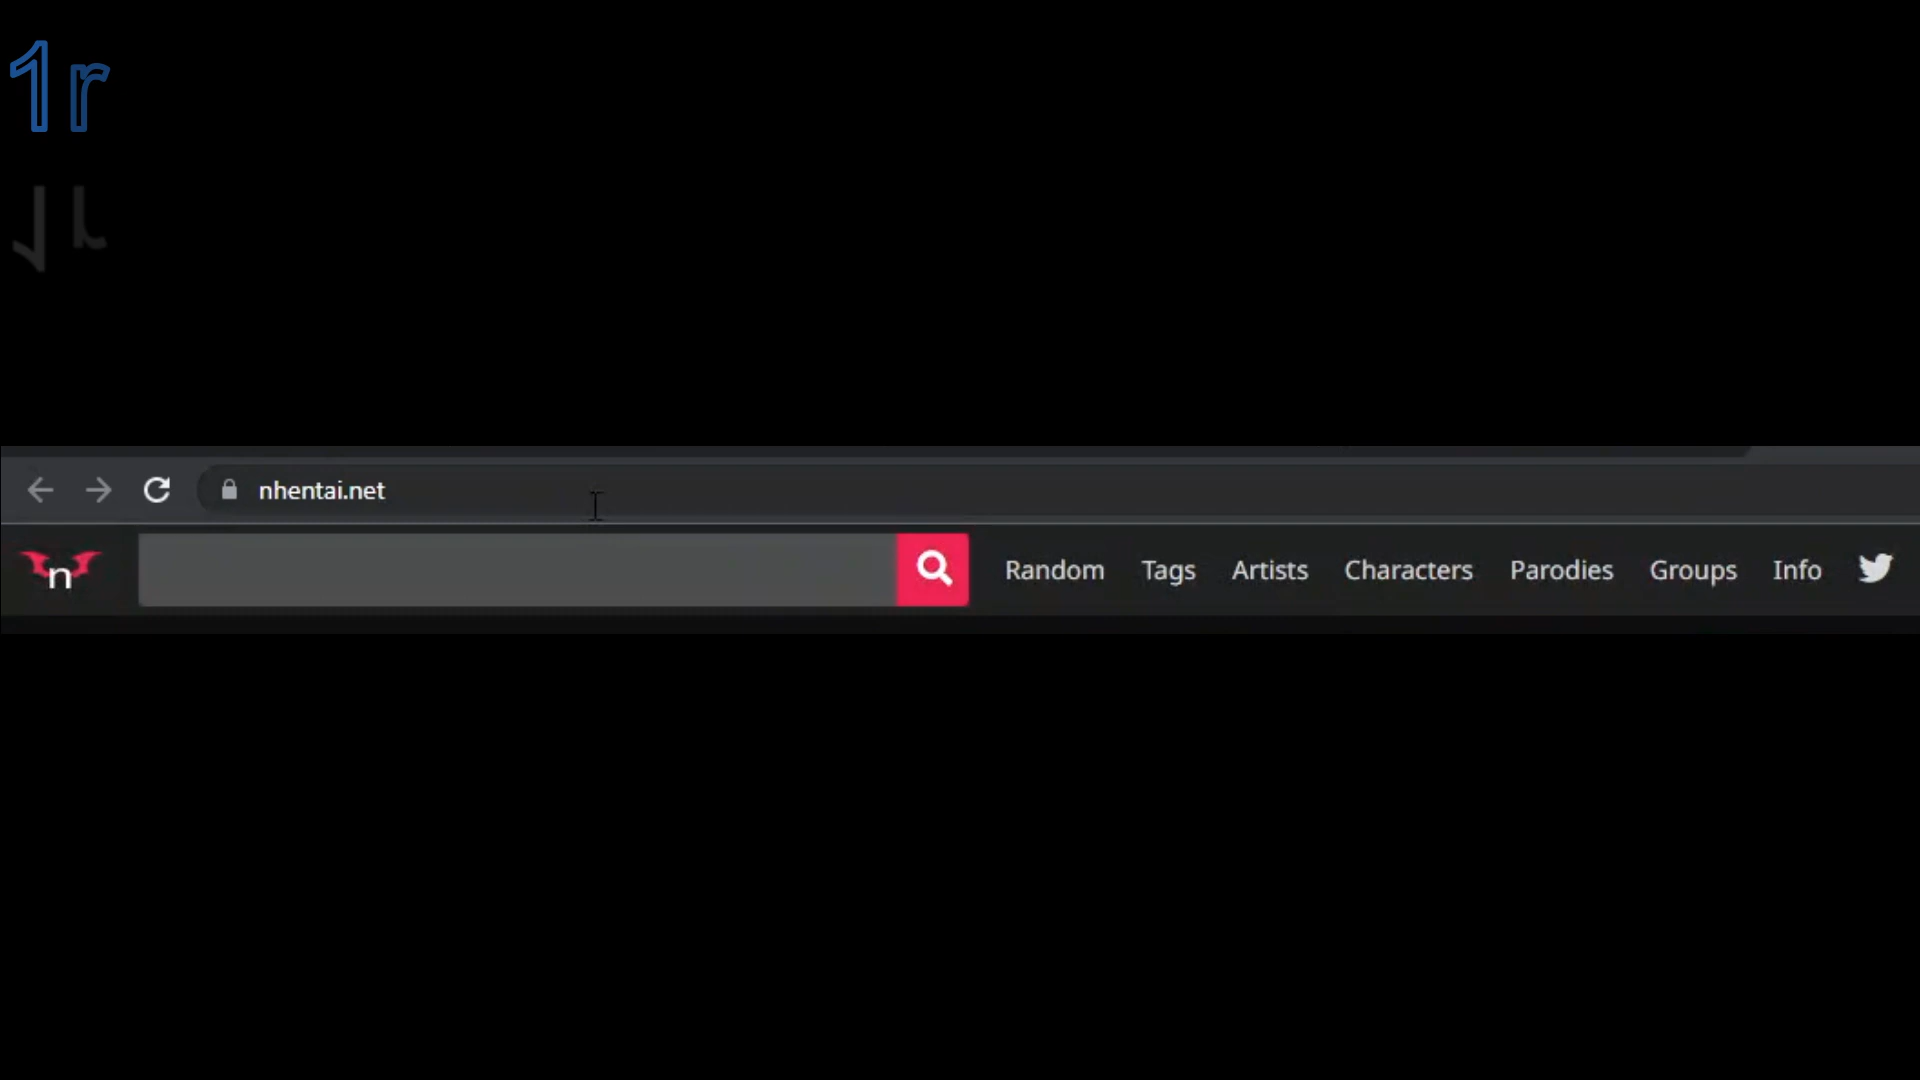 1r
nhentai.net
n
Random Tags Artists Characters Parodies Groups Info